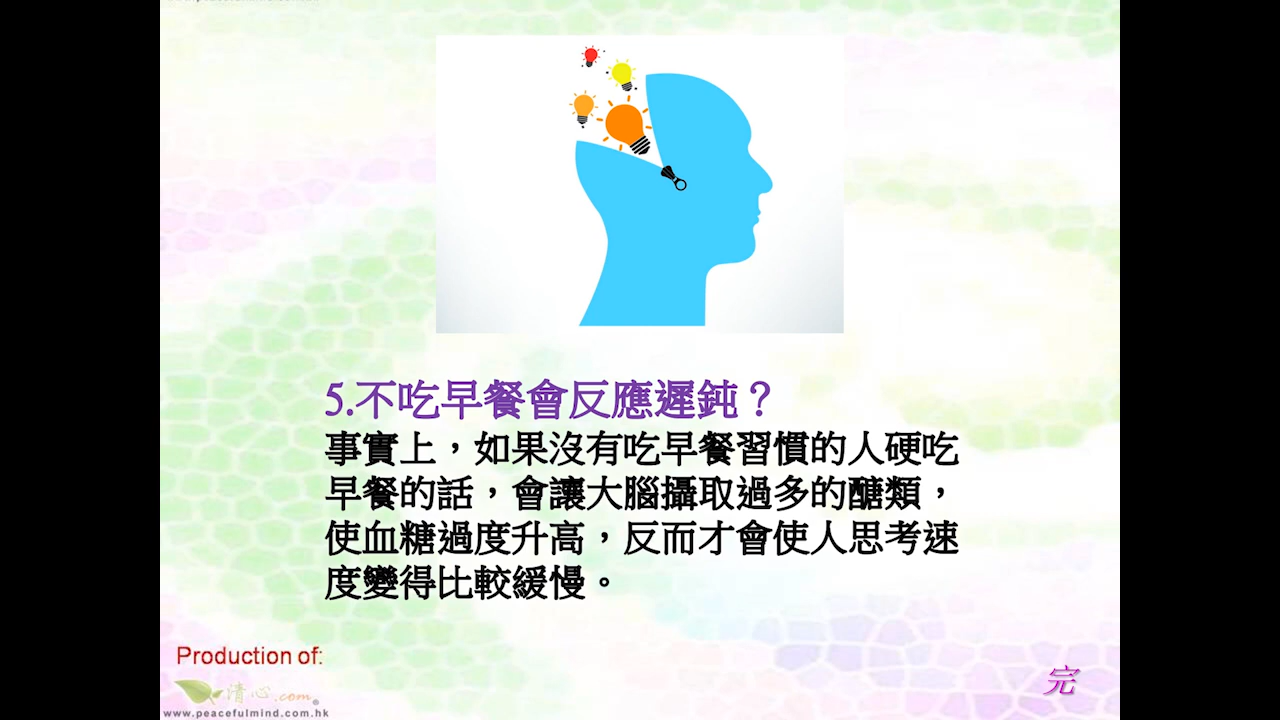 5.不吃早餐會反應遲鈍？
事實上，如果沒有吃早餐習慣的人硬吃
早餐的話，會讓大腦攝取過多的醣類，
使血糖過度升高，反而才會使人思考速
度變得比較緩慢。
Production of:
清心.com®
www.peacefulmind.com.hk
完